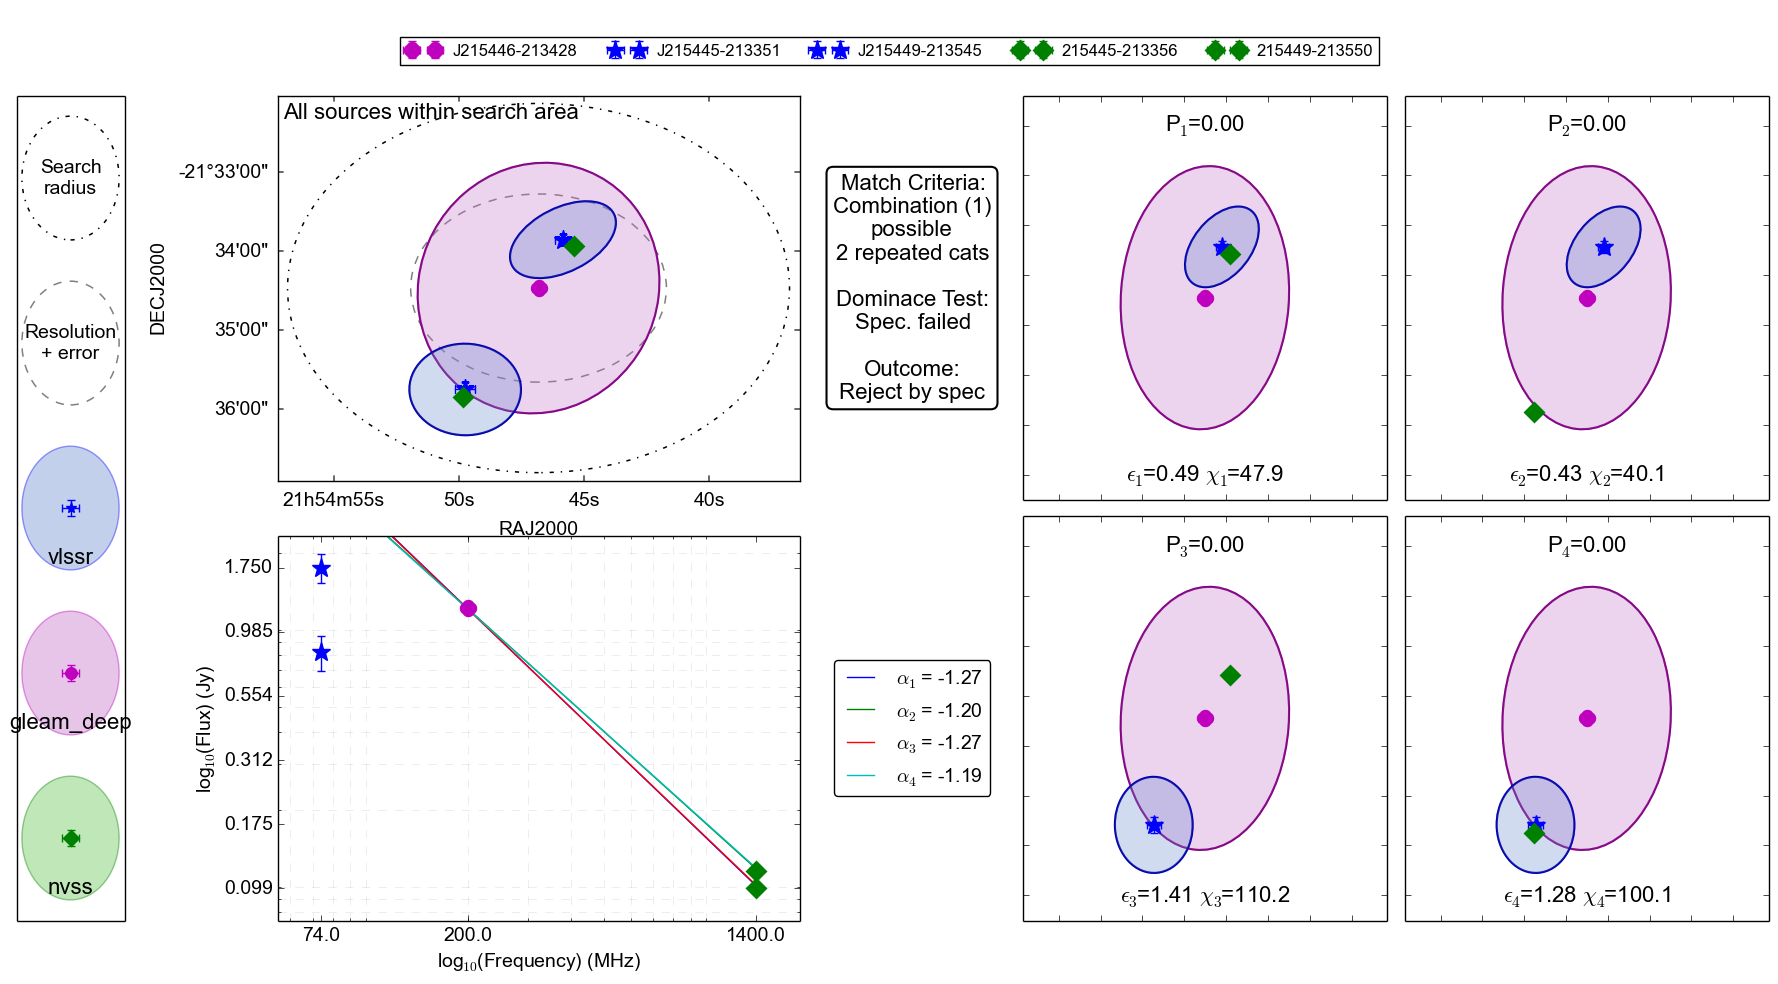 J215446-213428 J215445-213351 J215449-213545 215445-213356 215449-213550
Search
radius
Resolution
+ error
vlssr
gleam_deep
nvss
All sources within search area
-21°33'00"
34'00"
35'00"
36'00"
DECJ2000
21h54m55s 50s 45s 40s
RAJ2000
Match Criteria:
Combination (1)
possible
2 repeated cats
Dominace Test:
Spec. failed
Outcome:
Reject by spec
P1=0.00
ϵ1=0.49 χ1=47.9
P2=0.00
ϵ2=0.43 χ2=40.1
1.750
0.985
0.554
0.312
0.175
0.099
log10(Flux) (Jy)
74.0 200.0 1400.0
log10(Frequency) (MHz)
α1 = -1.27
α2 = -1.20
α3 = -1.27
α4 = -1.19
P3=0.00
ϵ3=1.41 χ3=110.2
P4=0.00
ϵ4=1.28 χ4=100.1